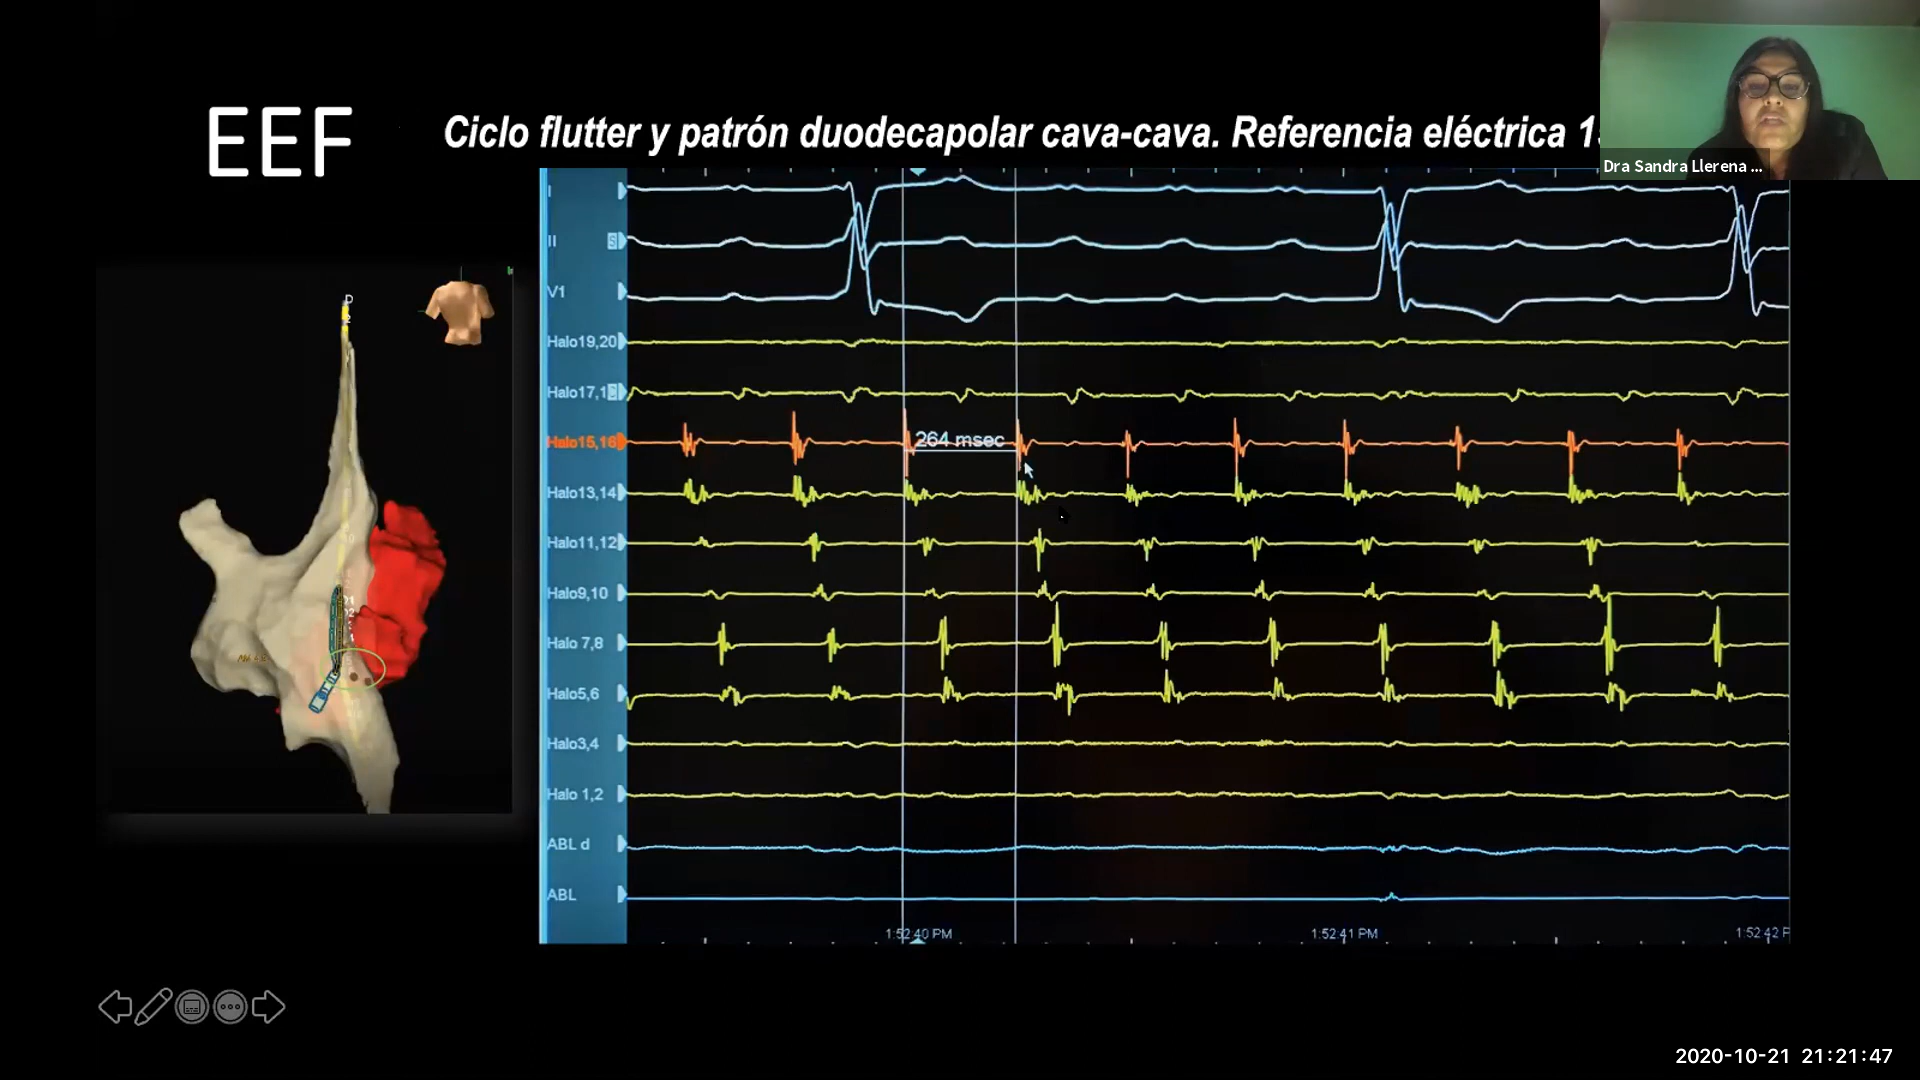 EEF
Ciclo flutter y patrón duodecapolar cava-cava. Referencia eléctrica
Dra Sandra Llerena ...
I
II S
V1
Halo19,20
Halo17,1
Halo15,16
264 msec
Halo13,14
Halo11,12
Halo9,10
Halo 7,8
Halo5,6
Halo3,4
Halo 1,2
ABL d
ABL
1:52:40 PM
1:52:41 PM
1:52:42 P
D
2020-10-21 21:21:47